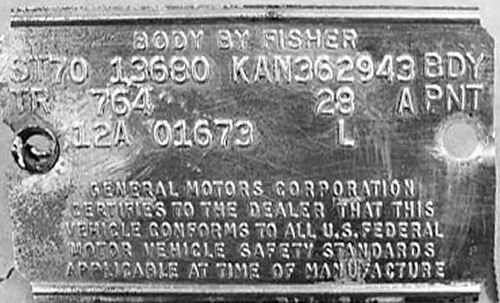 BODY BY FISHER
ST70 13680 KAN362943 BDY
TR 764 28 A PNT
12A 01673 L
GENERAL MOTORS CORPORATION
CERTIFIES TO THE DEALER THAT THIS
VEHICLE CONFORMS TO ALL U.S. FEDERAL
MOTOR VEHICLE SAFETY STANDARDS
APPLICABLE AT TIME OF MANUFACTURE